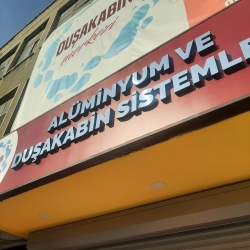 DUŞAKABİN
merkezi
ALÜMİNYUM VE
DUŞAKABİN SİSTEMLE